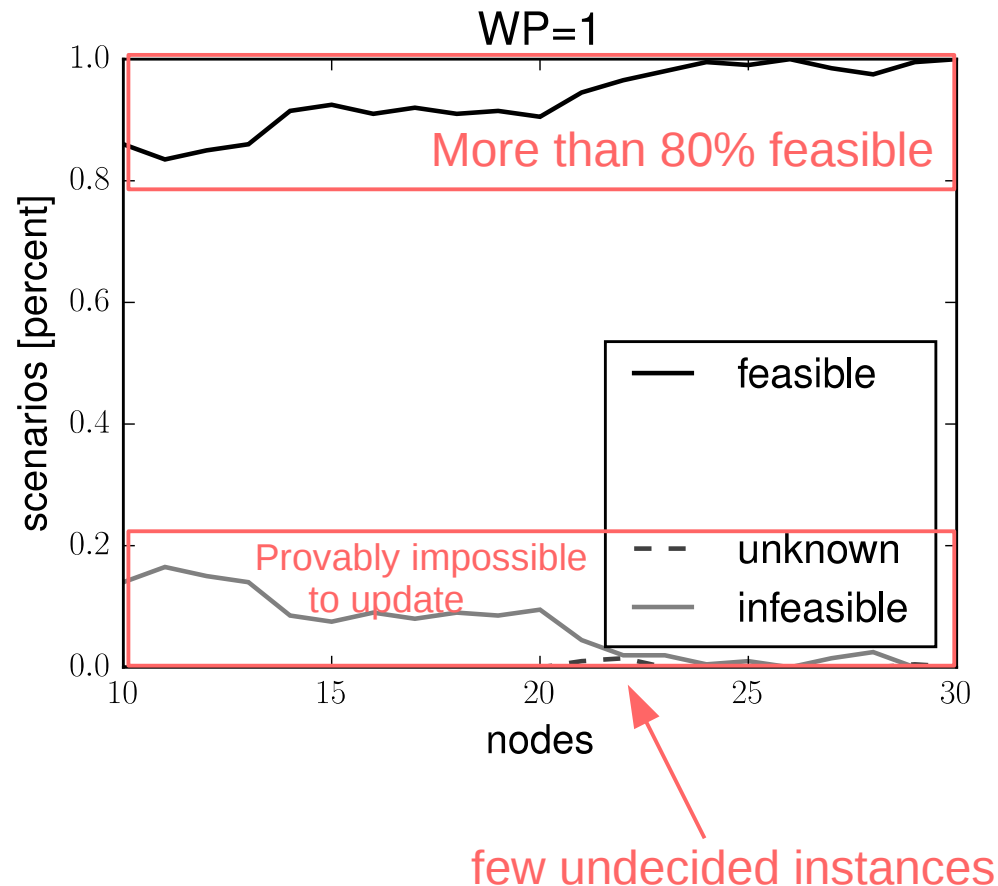 WP=1
1.0
0.8
0.6
0.4
0.2
0.0
scenarios [percent]
More than 80% feasible
feasible
unknown
infeasible
Provably impossible
to update
10
15
20
25
30
nodes
few undecided instances